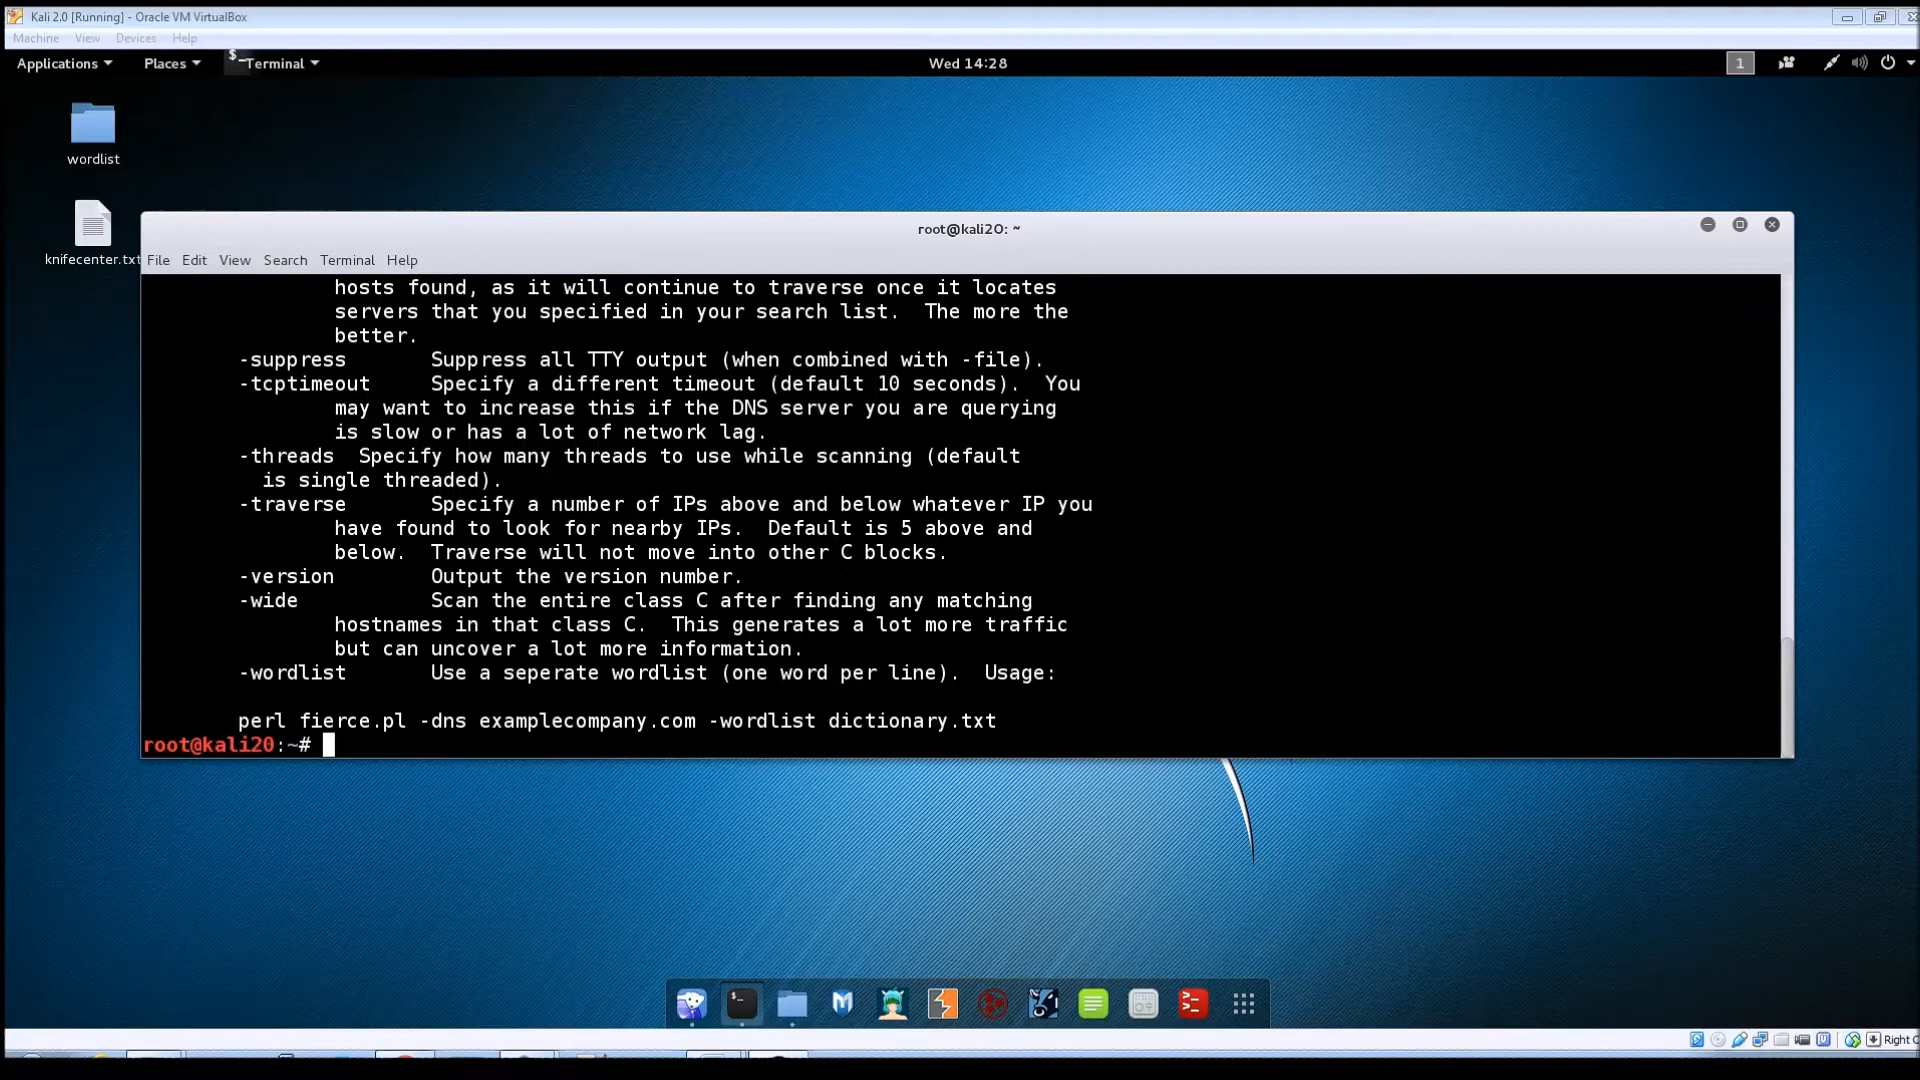 Kali 2.0 [Running] - Oracle VM VirtualBox
Machine View Devices Help
Applications Places Terminal Wed 14:28 1
wordlist
knifecenter.txt
root@kali20: ~
File Edit View Search Terminal Help
hosts found, as it will continue to traverse once it locates
servers that you specified in your search list.  The more the
better.
-suppress Suppress all TTY output (when combined with -file).
-tcptimeout Specify a different timeout (default 10 seconds).  You
may want to increase this if the DNS server you are querying
is slow or has a lot of network lag.
-threads Specify how many threads to use while scanning (default
is single threaded).
-traverse Specify a number of IPs above and below whatever IP you
have found to look for nearby IPs.  Default is 5 above and
below.  Traverse will not move into other C blocks.
-version Output the version number.
-wide Scan the entire class C after finding any matching
hostnames in that class C.  This generates a lot more traffic
but can uncover a lot more information.
-wordlist Use a seperate wordlist (one word per line).  Usage:
perl fierce.pl -dns examplecompany.com -wordlist dictionary.txt
root@kali20:~#
Right C